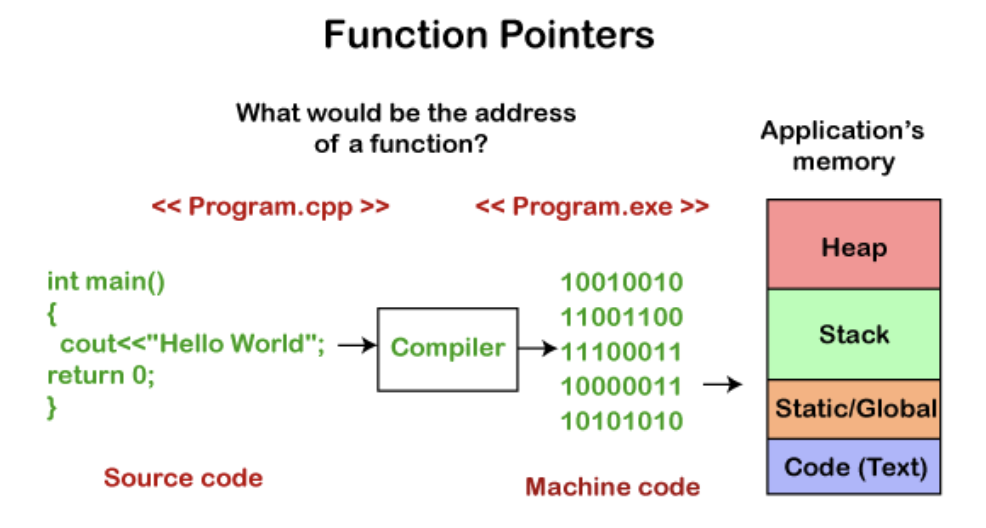 Function Pointers
What would be the address
of a function?
Application's
memory
<< Program.cpp >>
<< Program.exe >>
int main()
{
cout<<"Hello World";
return 0;
}
Source code
Compiler
10010010
11001100
11100011
10000011
10101010
Machine code
Heap
Stack
Static/Global
Code (Text)